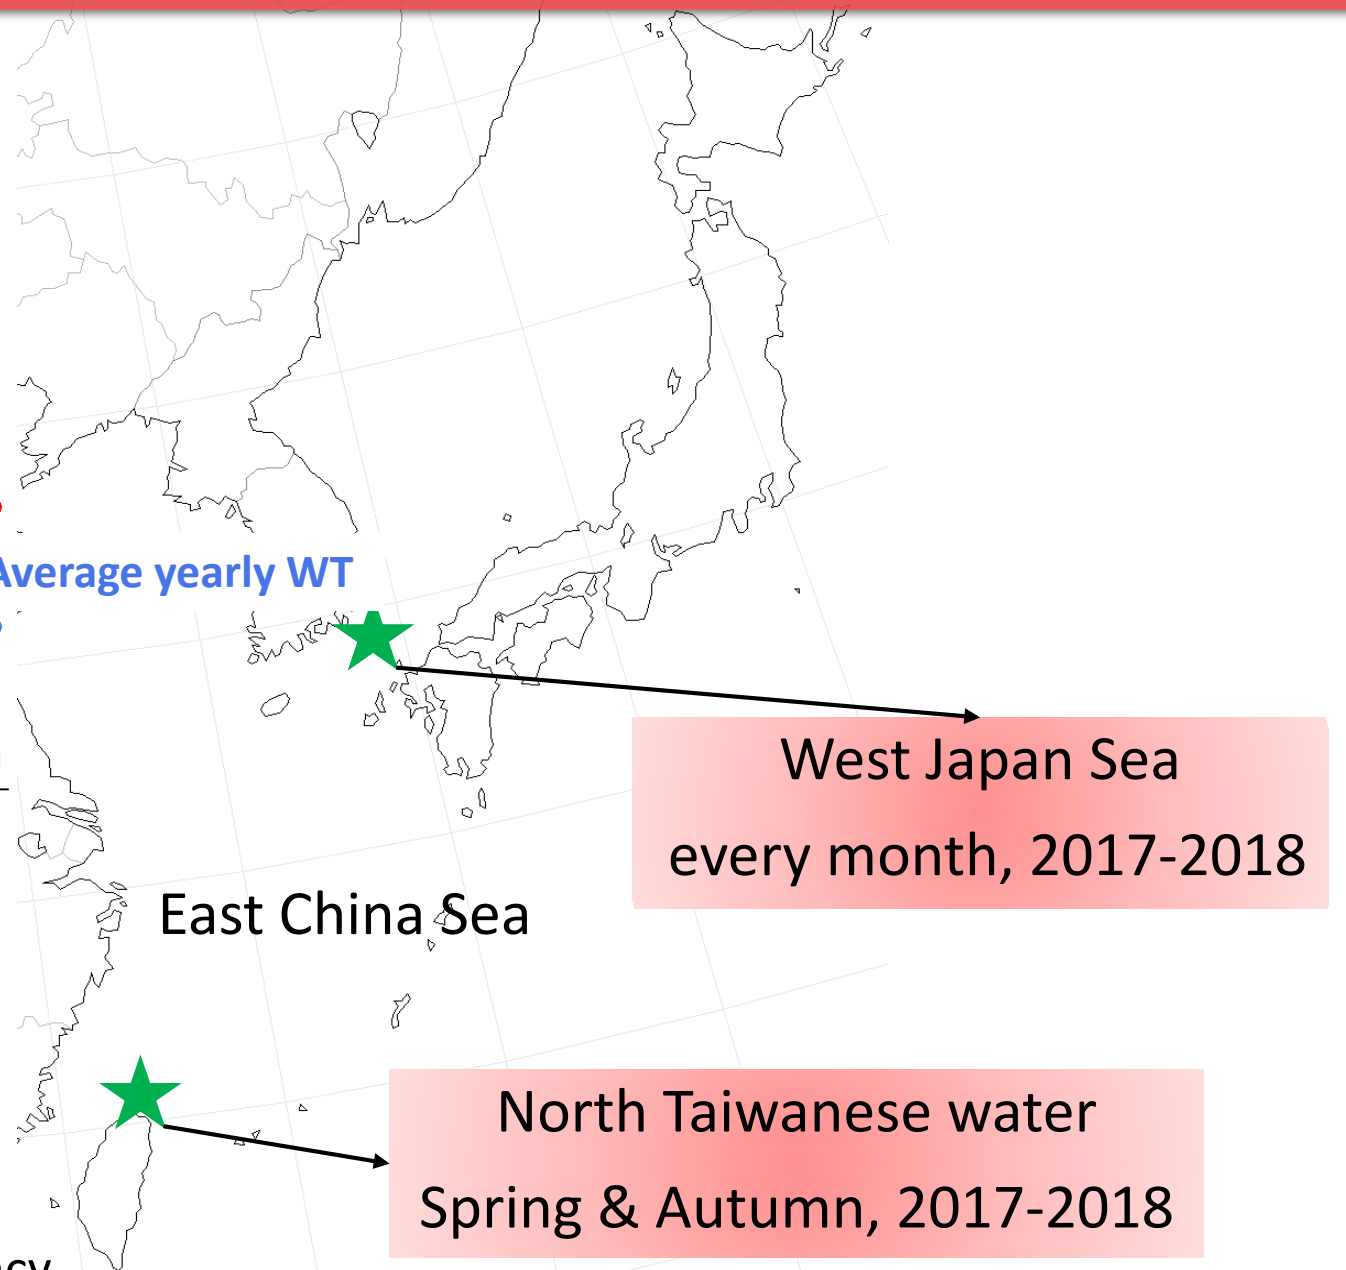 Average yearly WT
West Japan Sea
every month, 2017-2018
East China Sea
North Taiwanese water
Spring & Autumn, 2017-2018